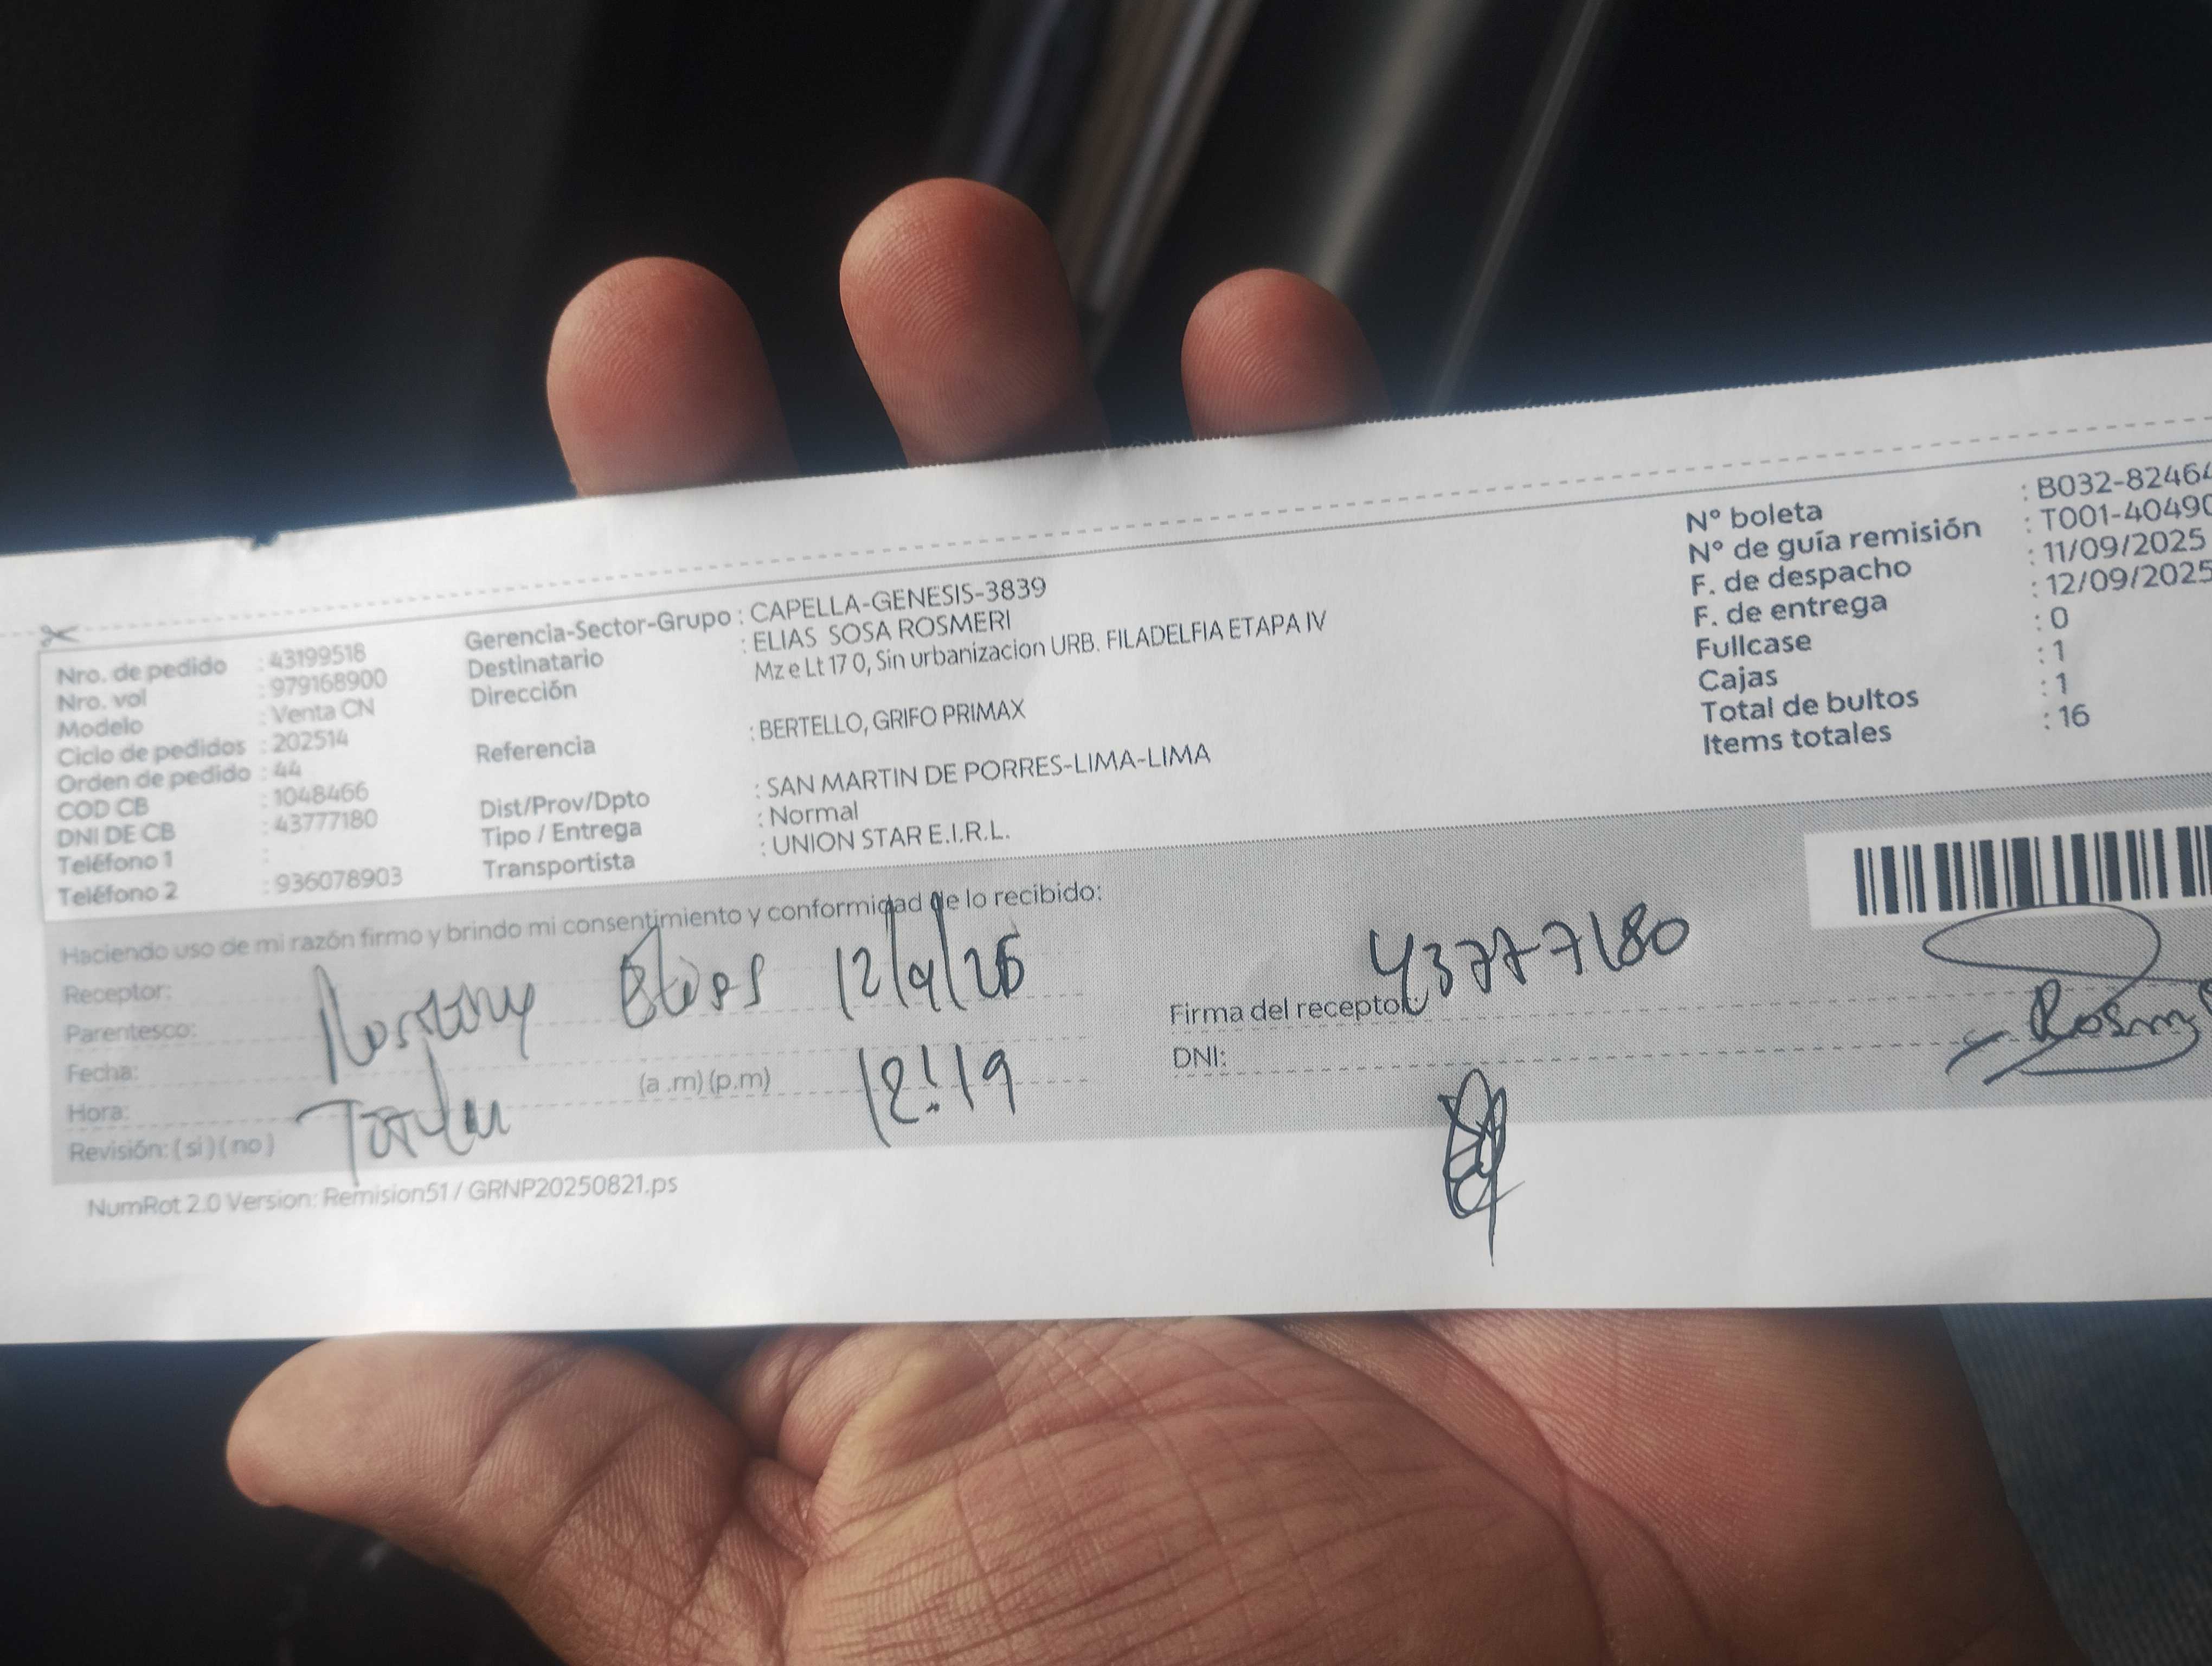 Nro. de pedido : 43199518
Nro. vol : 979168900
Modelo : Venta CN
Ciclo de pedidos : 202514
Orden de pedido : 44
COD CB : 1048466
DNI DE CB : 43777180
Teléfono 1 :
Teléfono 2 : 936078903
Gerencia-Sector-Grupo : CAPELLA-GENESIS-3839
Destinatario : ELIAS SOSA ROSMERI
Dirección Mz e Lt 17 0, Sin urbanizacion URB. FILADELFIA ETAPA IV
Referencia : BERTELLO, GRIFO PRIMAX
Dist/Prov/Dpto : SAN MARTIN DE PORRES-LIMA-LIMA
Tipo / Entrega : Normal
Transportista : UNION STAR E.I.R.L.
N° boleta : B032-82464
N° de guía remisión : T001-40490
F. de despacho : 11/09/2025
F. de entrega : 12/09/2025
Fullcase : 0
Cajas : 1
Total de bultos : 1
Items totales : 16
Haciendo uso de mi razón firmo y brindo mi consentimiento y conformidad de lo recibido:
Receptor: Elias 12/9/25
Parentesco:
Fecha:
Hora: (a .m) (p.m) 12:19
Revisión: ( si ) ( no )
43777180
Firma del receptor:
DNI:
NumRot 2.0 Version: Remision51 / GRNP20250821.ps